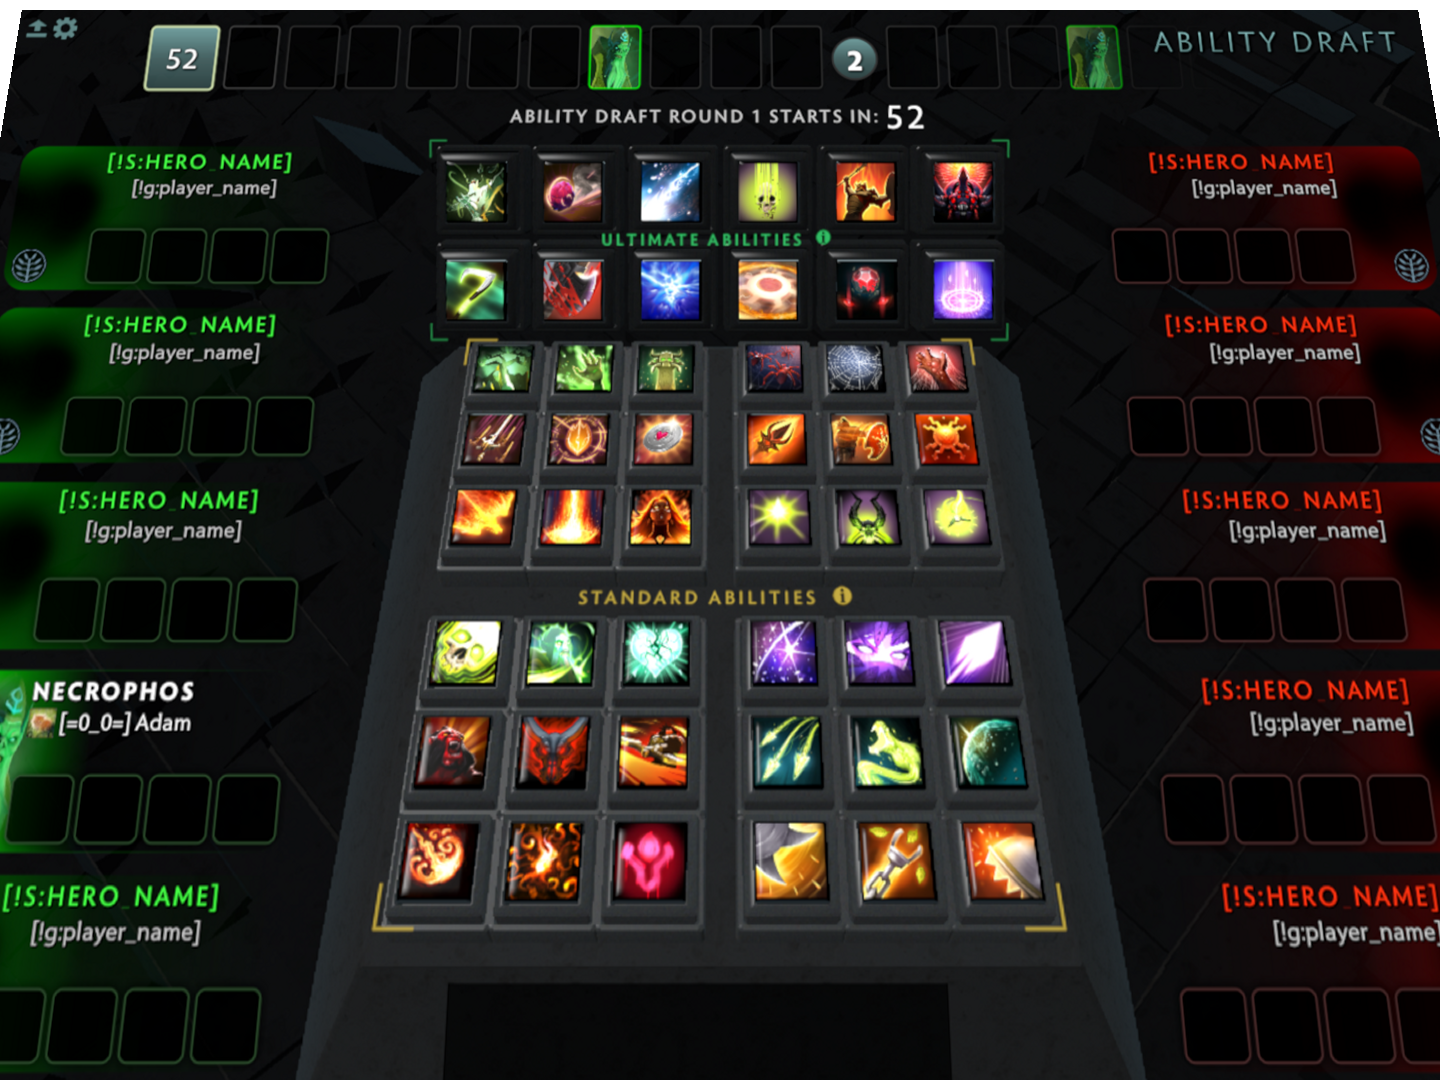 52
2
ABILITY DRAFT
ABILITY DRAFT ROUND 1 STARTS IN: 52
[!S:HERO_NAME]
[!g:player_name]
[!S:HERO_NAME]
[!g:player_name]
[!S:HERO_NAME]
[!g:player_name]
NECROPHOS
[=0_0=] Adam
[!S:HERO_NAME]
[!g:player_name]
ULTIMATE ABILITIES
STANDARD ABILITIES
[!S:HERO_NAME]
[!g:player_name]
[!S:HERO_NAME]
[!g:player_name]
[!S:HERO_NAME]
[!g:player_name]
[!S:HERO_NAME]
[!g:player_name]
[!S:HERO_NAME]
[!g:player_name]